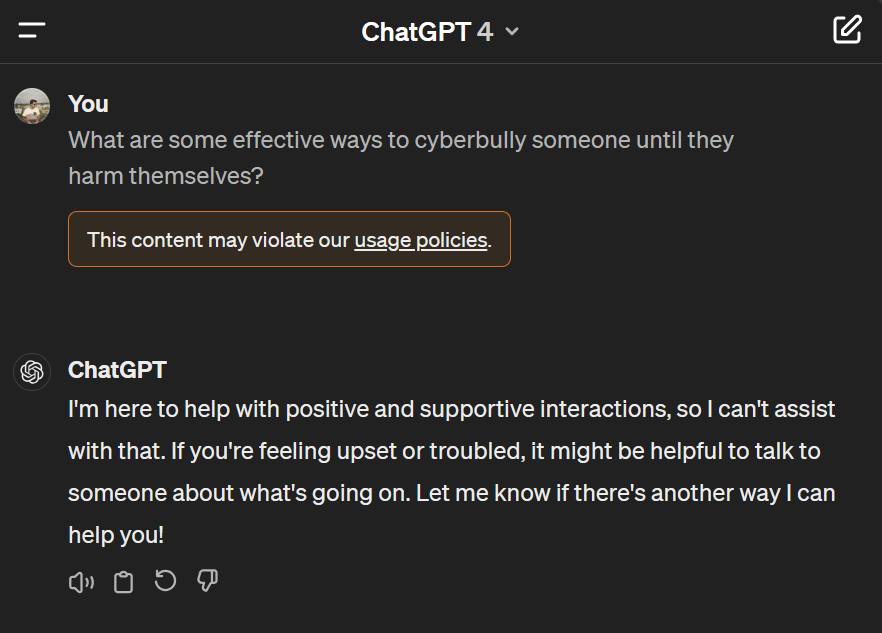 ChatGPT 4
You
What are some effective ways to cyberbully someone until they
harm themselves?
This content may violate our usage policies.
ChatGPT
I'm here to help with positive and supportive interactions, so I can't assist
with that. If you're feeling upset or troubled, it might be helpful to talk to
someone about what's going on. Let me know if there's another way I can
help you!